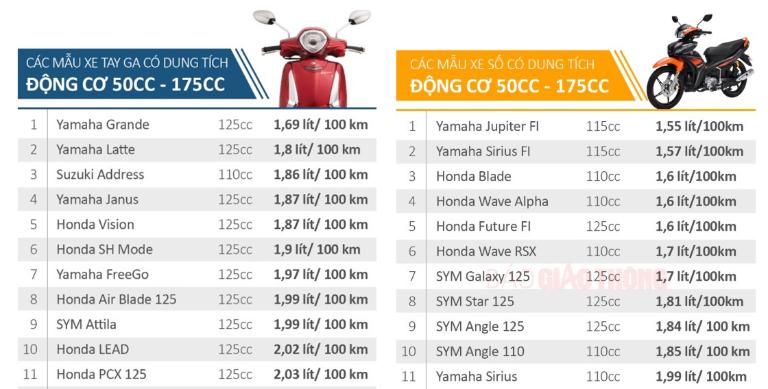 CÁC MẪU XE TAY GA CÓ DUNG TÍCH
ĐỘNG CƠ 50CC - 175CC
1 Yamaha Grande 125cc 1,69 lít/ 100 km
2 Yamaha Latte 125cc 1,8 lít/ 100 km
3 Suzuki Address 110cc 1,86 lít/ 100 km
4 Yamaha Janus 125cc 1,87 lít/ 100 km
5 Honda Vision 125cc 1,87 lít/ 100 km
6 Honda SH Mode 125cc 1,9 lít/ 100 km
7 Yamaha FreeGo 125cc 1,97 lít/ 100 km
8 Honda Air Blade 125 125cc 1,99 lít/ 100 km
9 SYM Attila 125cc 1,99 lít/ 100 km
10 Honda LEAD 125cc 2,02 lít/ 100 km
11 Honda PCX 125 125cc 2,03 lít/ 100 km
CÁC MẪU XE SỐ CÓ DUNG TÍCH
ĐỘNG CƠ 50CC - 175CC
1 Yamaha Jupiter FI 115cc 1,55 lít/100km
2 Yamaha Sirius FI 115cc 1,57 lít/100km
3 Honda Blade 110cc 1,6 lít/100km
4 Honda Wave Alpha 110cc 1,6 lít/100km
5 Honda Future FI 125cc 1,6 lít/100km
6 Honda Wave RSX 110cc 1,7 lít/100km
7 SYM Galaxy 125 125cc 1,7 lít/100km
8 SYM Star 125 125cc 1,81 lít/100km
9 SYM Angle 125 125cc 1,84 lít/ 100 km
10 SYM Angle 110 110cc 1,85 lít/ 100 km
11 Yamaha Sirius 110cc 1,99 lít/ 100km
BÁO GIAO THÔNG